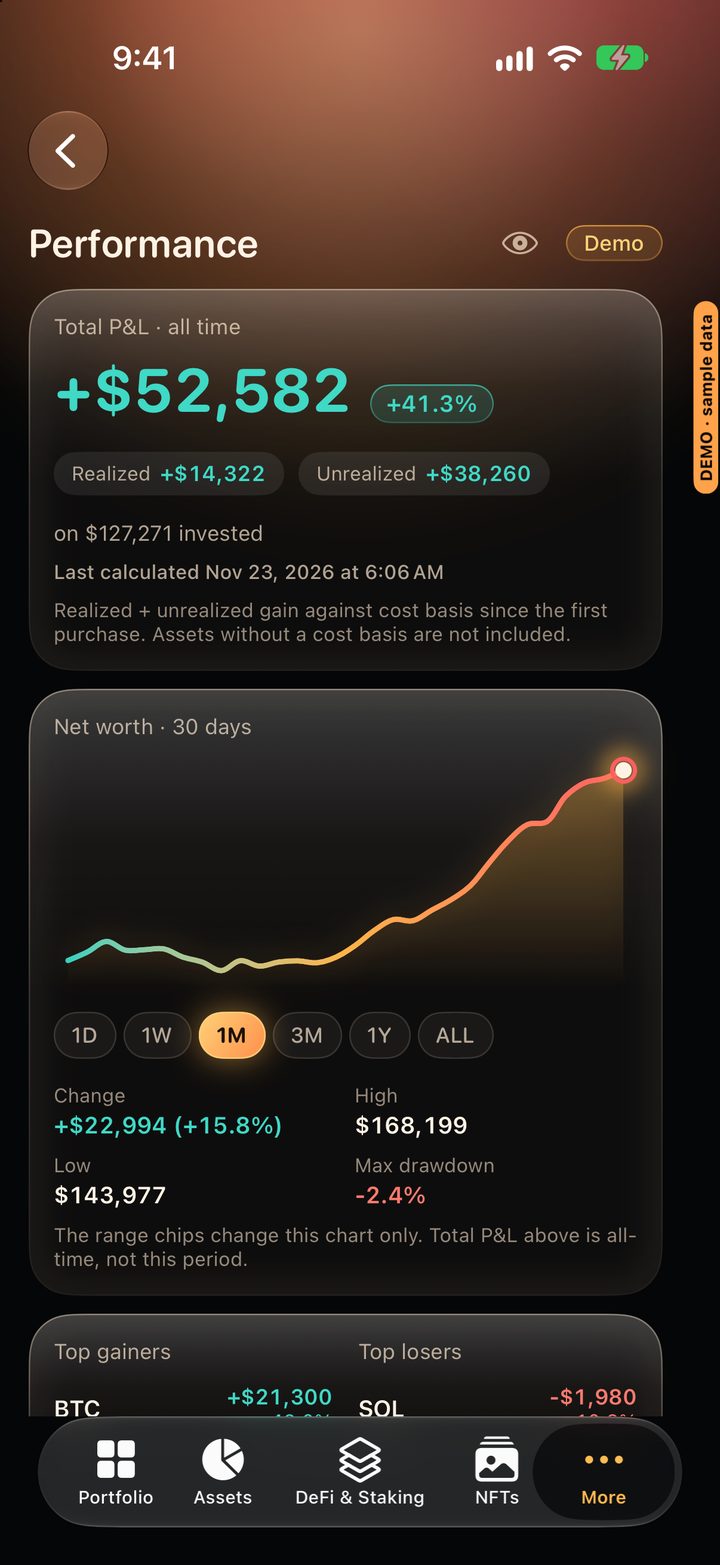 9:41
Performance
Demo
DEMO · sample data
Total P&L · all time
+$52,582 +41.3%
Realized +$14,322 Unrealized +$38,260
on $127,271 invested
Last calculated Nov 23, 2026 at 6:06 AM
Realized + unrealized gain against cost basis since the first
purchase. Assets without a cost basis are not included.
Net worth · 30 days
1D 1W 1M 3M 1Y ALL
Change High
+$22,994 (+15.8%) $168,199
Low Max drawdown
$143,977 -2.4%
The range chips change this chart only. Total P&L above is all-
time, not this period.
Top gainers Top losers
BTC +$21,300 SOL -$1,980
Portfolio Assets DeFi & Staking NFTs More